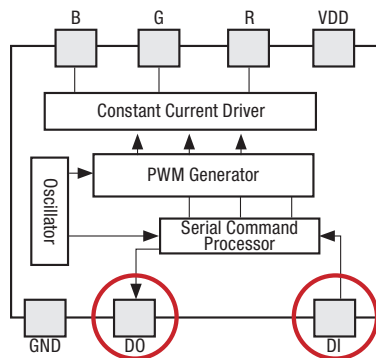 B G R VDD
Constant Current Driver
PWM Generator
Oscillator
Serial Command
Processor
GND DO DI